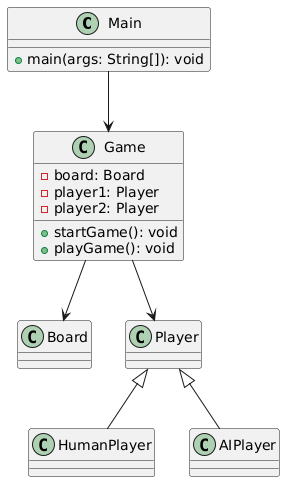 C Main
main(args: String[]): void
C Game
board: Board
player1: Player
player2: Player
startGame(): void
playGame(): void
C Board
C Player
C HumanPlayer
C AIPlayer